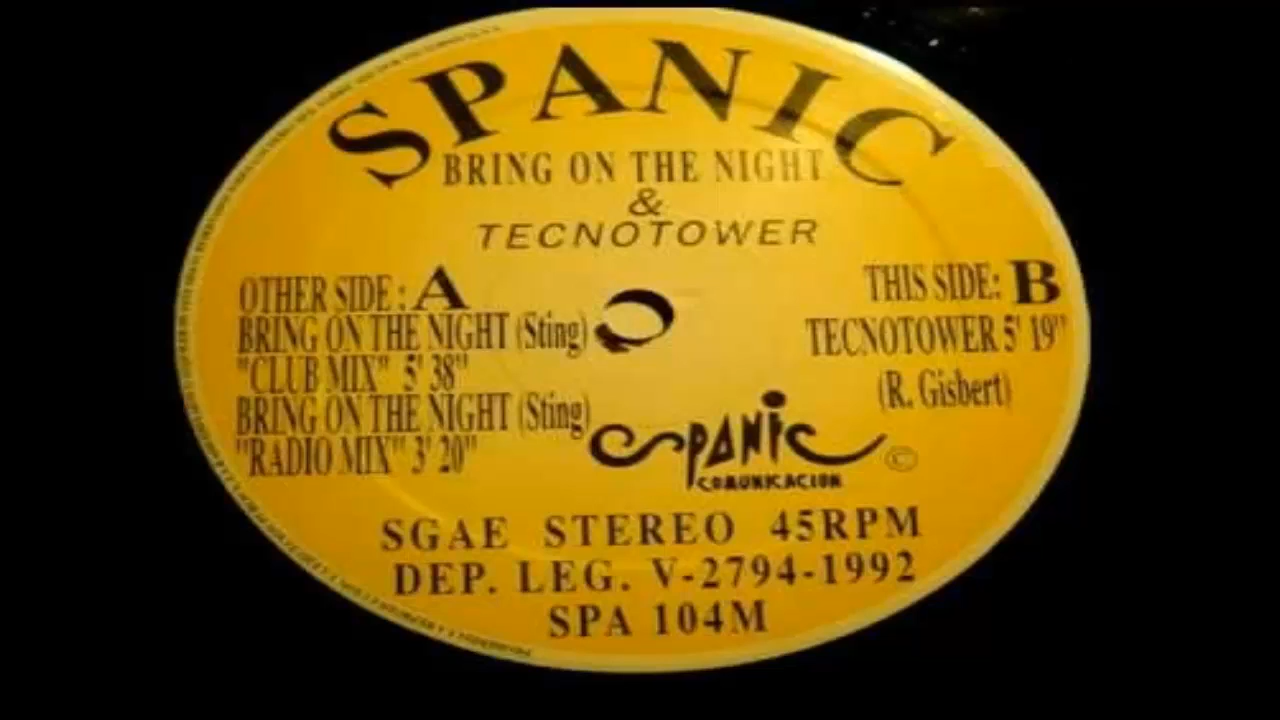 SPANIC
BRING ON THE NIGHT
&
TECNOTOWER
OTHER SIDE: A
BRING ON THE NIGHT (Sting)
"CLUB MIX" 5' 38"
BRING ON THE NIGHT (Sting)
"RADIO MIX" 3' 20"
THIS SIDE: B
TECNOTOWER 5' 19"
(R. Gisbert)
SPANIC ©
COMUNICACION
SGAE STEREO 45RPM
DEP. LEG. V-2794-1992
SPA 104M